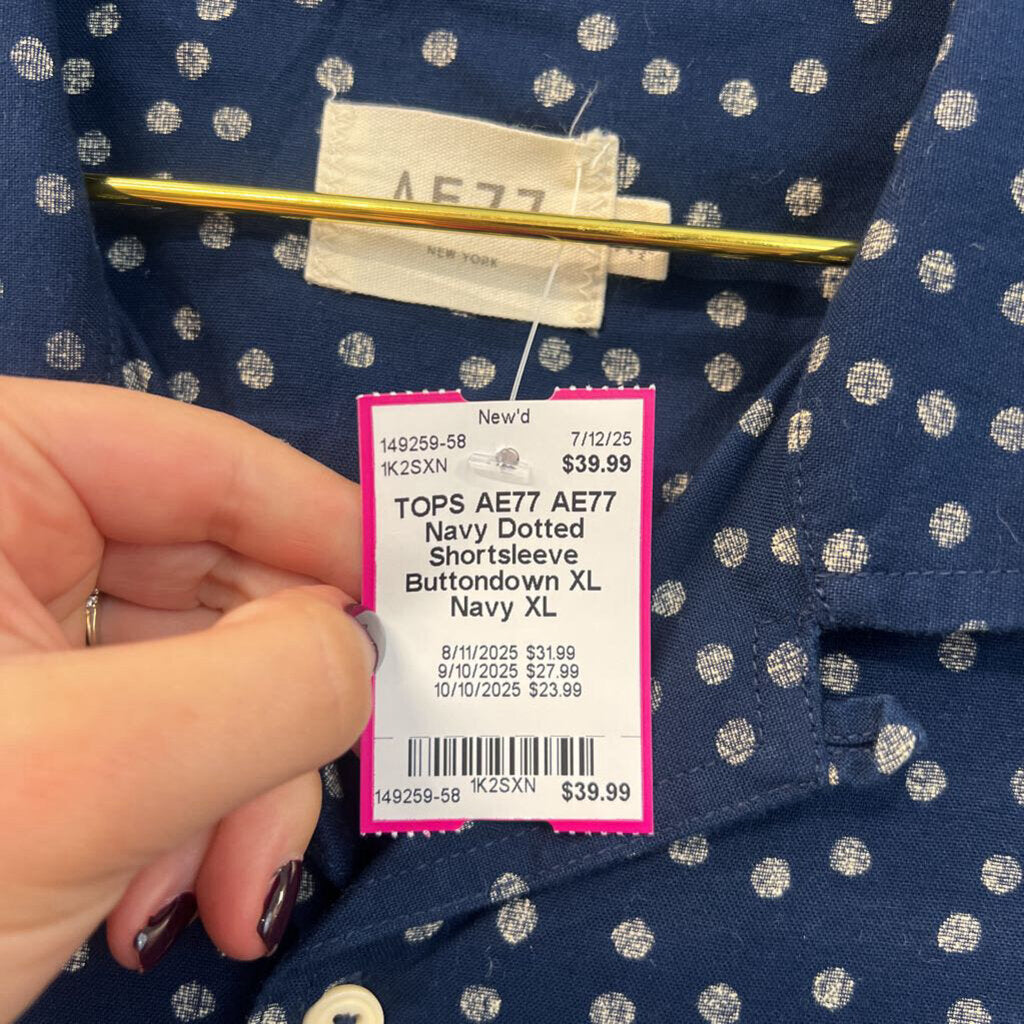 AE77
NEW YORK
New'd
149259-58 7/12/25
1K2SXN $39.99
TOPS AE77 AE77
Navy Dotted
Shortsleeve
Buttondown XL
Navy XL
8/11/2025 $31.99
9/10/2025 $27.99
10/10/2025 $23.99
149259-58 1K2SXN $39.99